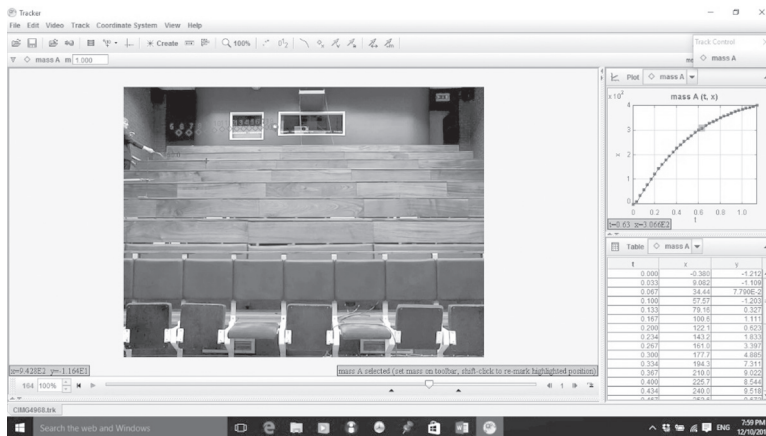 Tracker
File Edit Video Track Coordinate System View Help
Create 100%
Track Control
mass A m 1.000
mass A
Plot mass A
x 10²
mass A (t, x)
4
3
2
1
0
0 0.2 0.4 0.6 0.8 1.0
t
t=0.63 x=3.066E2
Table mass A
t x y
0.000 -0.380 -1.212
0.033 9.082 -1.109
0.067 34.44 7.790E-2
0.100 57.57 -1.203
0.133 79.16 0.327
0.167 100.6 1.111
0.200 122.1 0.623
0.234 143.2 1.833
0.267 161.0 3.397
0.300 177.7 4.885
0.334 194.3 7.311
0.367 210.0 9.022
0.400 225.7 8.544
0.434 240.0 9.518
x=9.428E2 y=-1.164E3
mass A selected (set mass on toolbar, shift-click to re-mark highlighted position)
164 100% 1
CIMG4968.trk
Search the web and Windows
ENG
7:59 PM